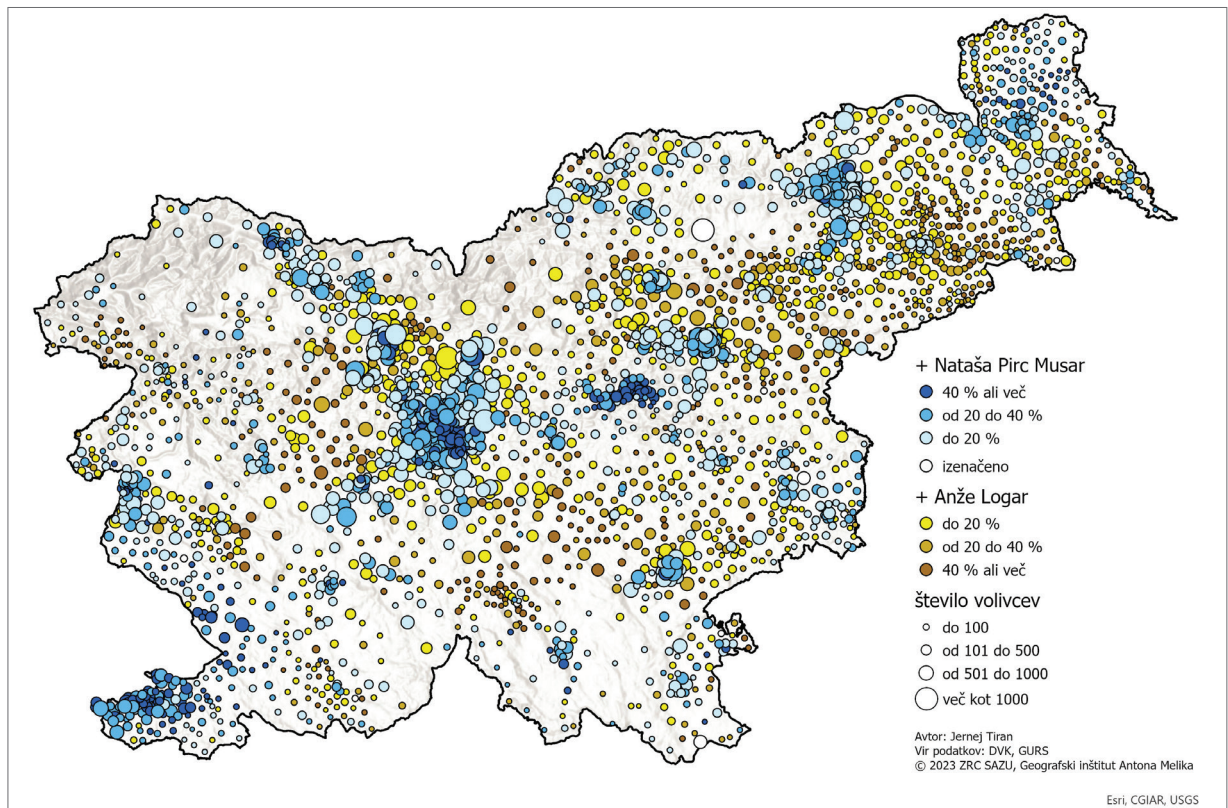 + Nataša Pirc Musar
40 % ali več
od 20 do 40 %
do 20 %
izenačeno
+ Anže Logar
do 20 %
od 20 do 40 %
40 % ali več
število volivcev
do 100
od 101 do 500
od 501 do 1000
več kot 1000
Avtor: Jernej Tiran
Vir podatkov: DVK, GURS
© 2023 ZRC SAZU, Geografski inštitut Antona Melika
Esri, CGIAR, USGS